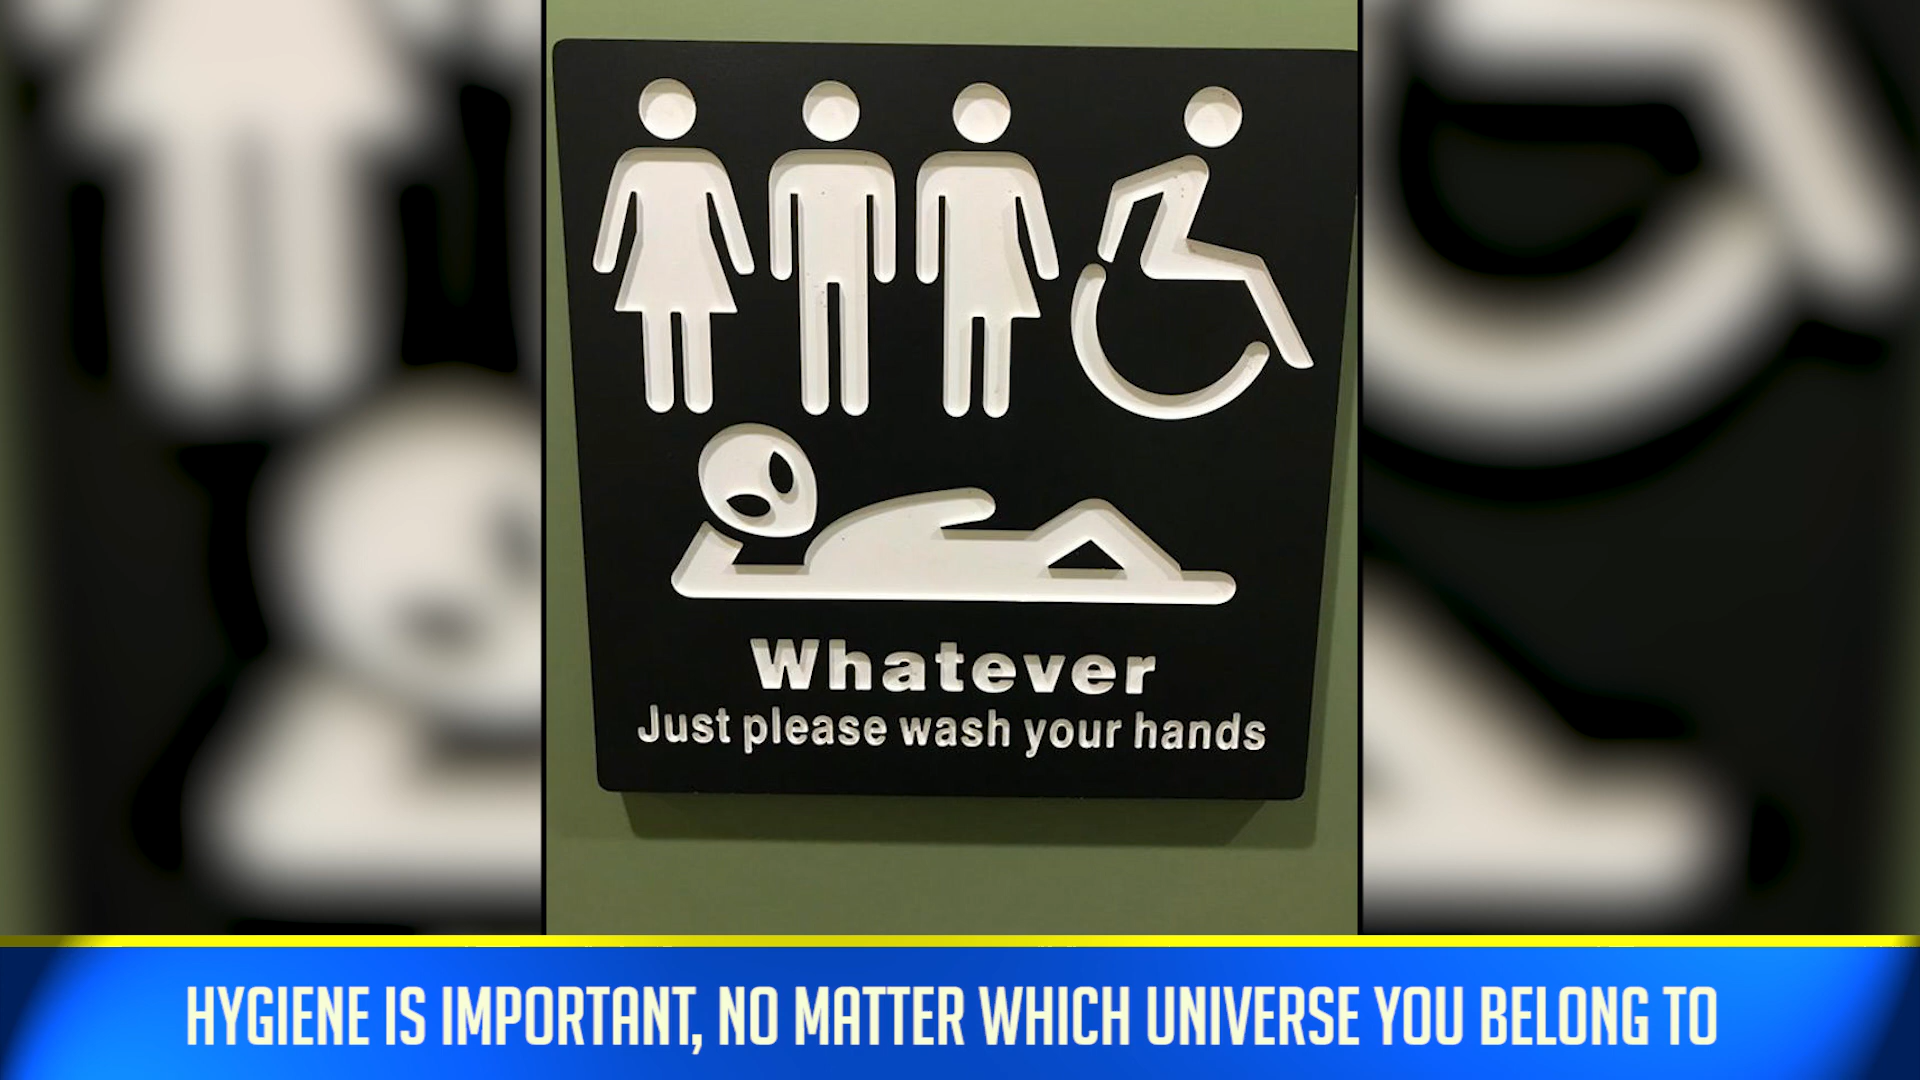 Whatever
Just please wash your hands
HYGIENE IS IMPORTANT, NO MATTER WHICH UNIVERSE YOU BELONG TO